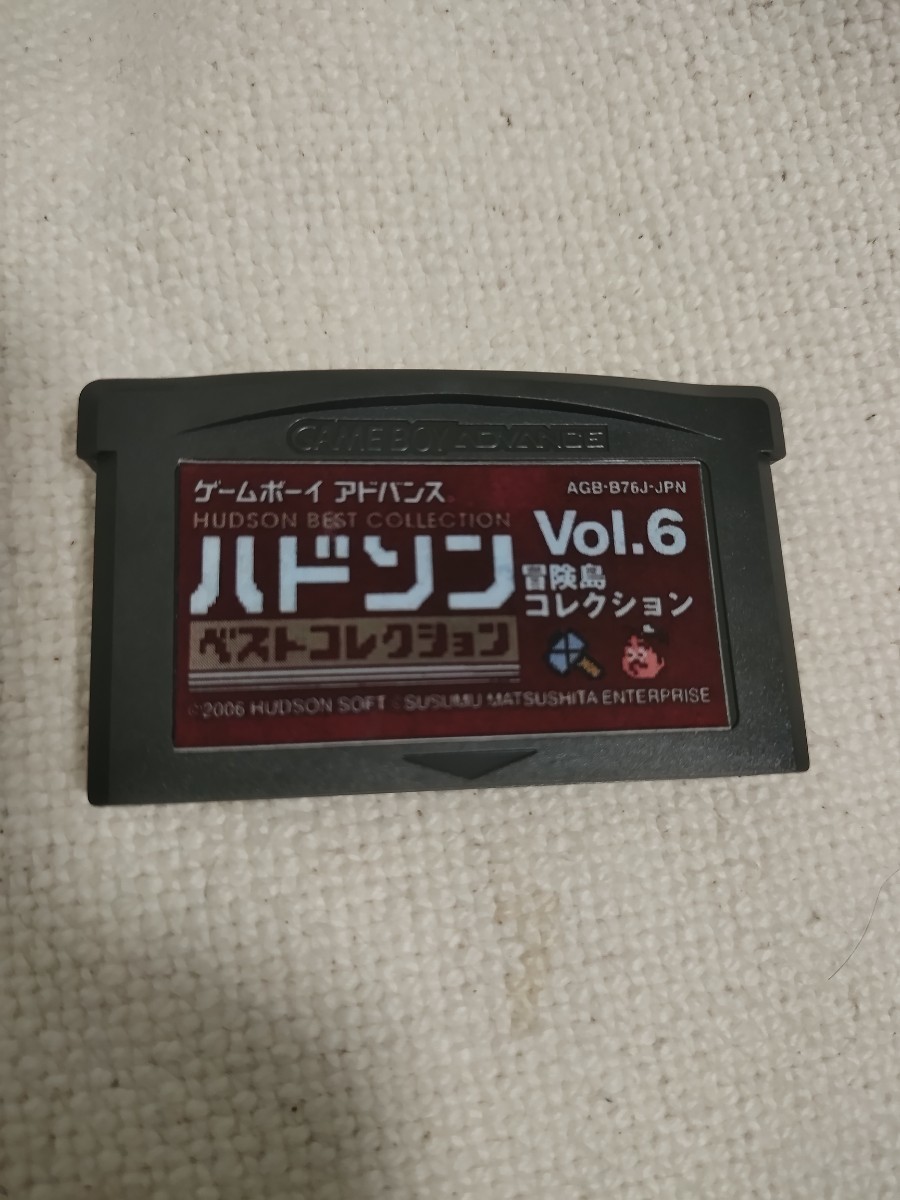 GAME BOY ADVANCE
ゲームボーイ アドバンス
AGB-B76J-JPN
HUDSON BEST COLLECTION
Vol.6
ハドソン
冒険島
コレクション
ベストコレクション
©2006 HUDSON SOFT ©SUSUMU MATSUSHITA ENTERPRISE